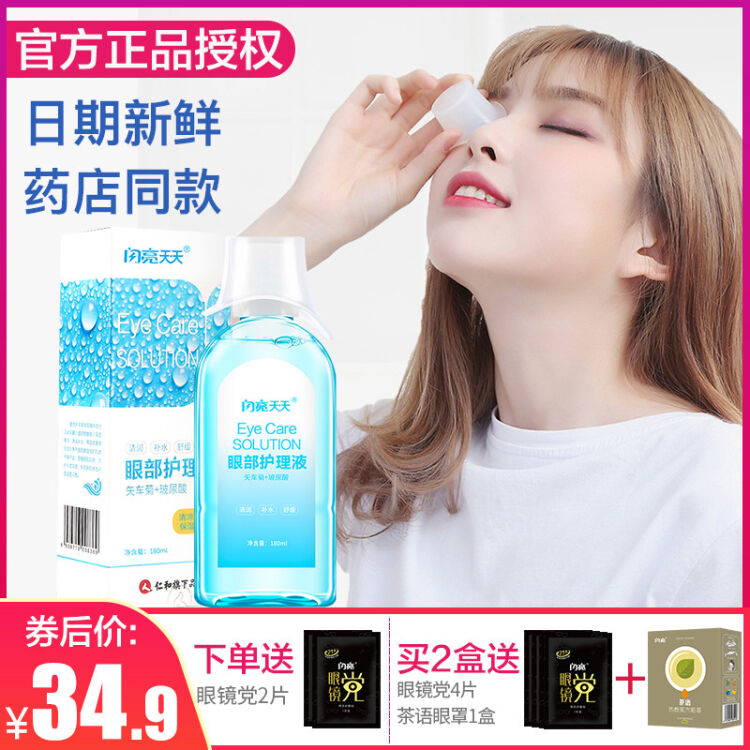 官方正品授权
日期新鲜
药店同款
闪亮天天®
Eye Care
SOLUTION
清润 补水 舒缓
眼部护理
矢车菊+玻尿酸
净含量：180ml
仁和旗下品
闪亮天天®
Eye Care
SOLUTION
眼部护理液
矢车菊+玻尿酸
清润 补水 舒缓
净含量：180ml
券后价:
¥34.9
下单送
眼镜党2片
闪亮
眼镜党
买2盒送
眼镜党4片
茶语眼罩1盒
闪亮
眼镜党
+
闪亮
茶语